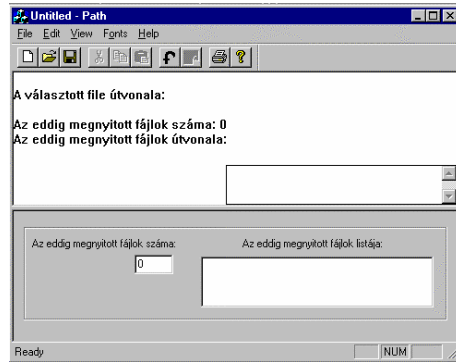 Untitled - Path
File Edit View Fonts Help
A választott file útvonala:
Az eddig megnyitott fájlok száma: 0
Az eddig megnyitott fájlok útvonala:
Az eddig megnyitott fájlok száma:
0
Az eddig megnyitott fájlok listája:
Ready
NUM